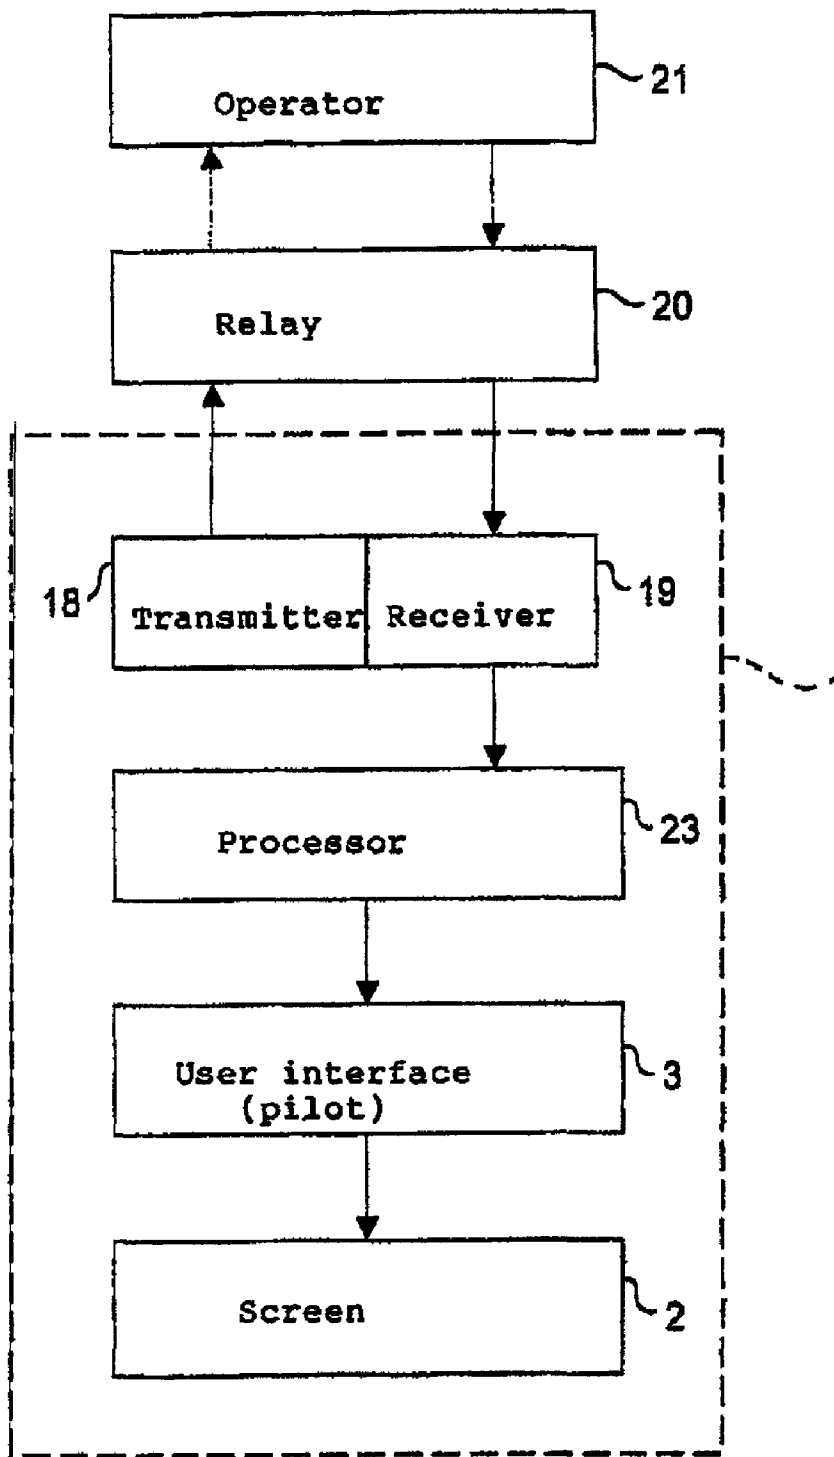 Operator
21
Relay
20
18
Transmitter
Receiver
19
Processor
23
User interface
(pilot)
3
Screen
2